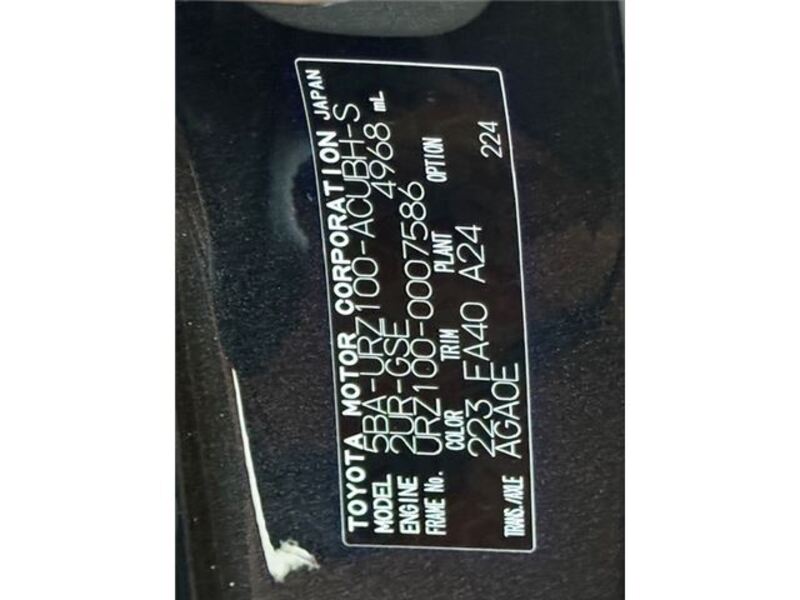 TOYOTA MOTOR CORPORATION JAPAN
MODEL 5BA-URZ100-ACUBH-S
ENGINE 2UR-GSE 4968 mL
FRAME No. URZ100-0007586
COLOR TRIM PLANT OPTION
223 EA40 A24 224
TRANS./AXLE AGA0E